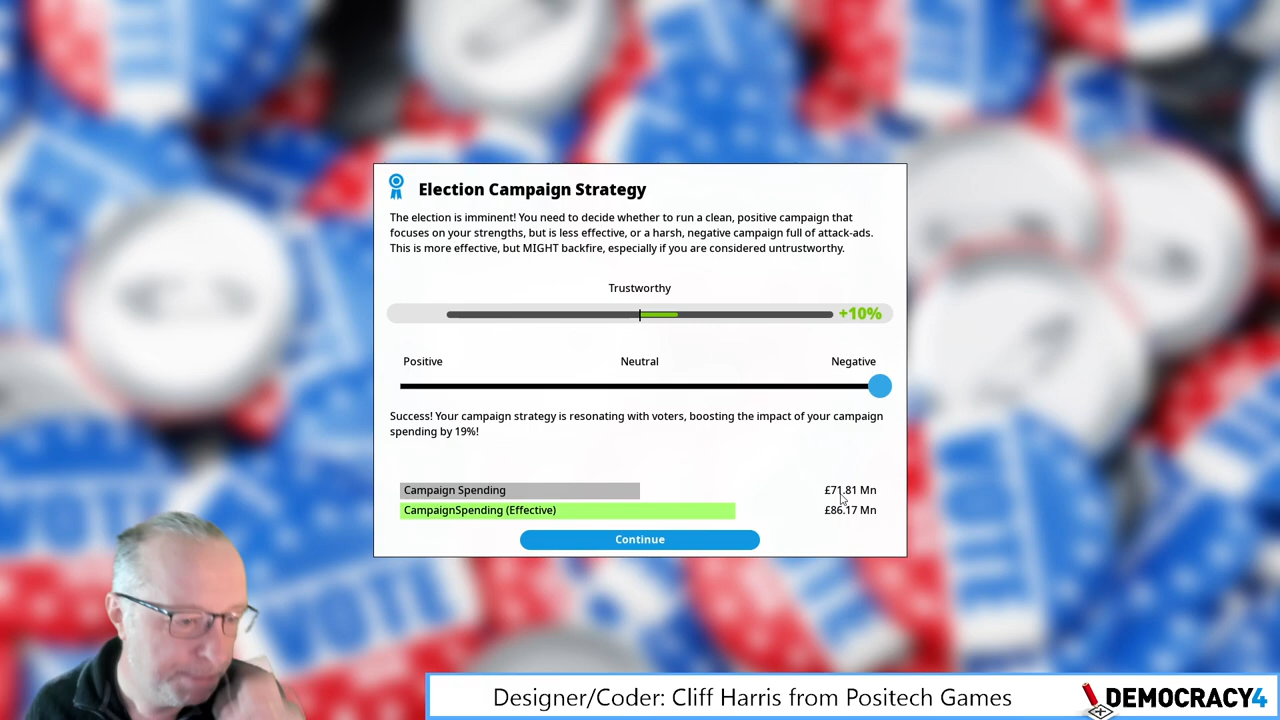 Election Campaign Strategy
The election is imminent! You need to decide whether to run a clean, positive campaign that
focuses on your strengths, but is less effective, or a harsh, negative campaign full of attack-ads.
This is more effective, but MIGHT backfire, especially if you are considered untrustworthy.
Trustworthy
+10%
Positive Neutral Negative
Success! Your campaign strategy is resonating with voters, boosting the impact of your campaign
spending by 19%!
Campaign Spending £71.81 Mn
CampaignSpending (Effective) £86.17 Mn
Continue
VOTE
Designer/Coder: Cliff Harris from Positech Games
DEMOCRACY4